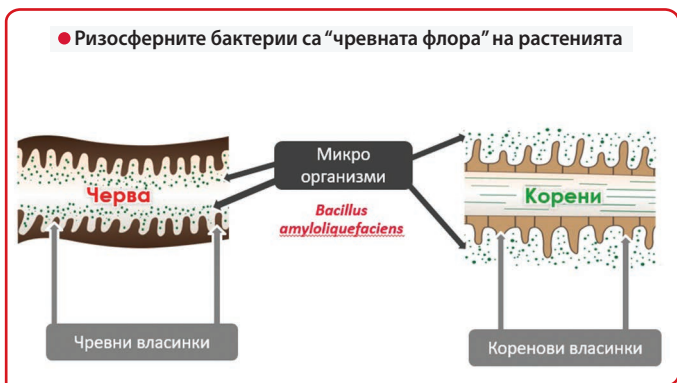 Ризосферните бактерии са “чревната флора” на растенията
Микро
организми
Черва
Корени
Bacillus
amyloliquefaciens
Чревни власинки
Коренови власинки